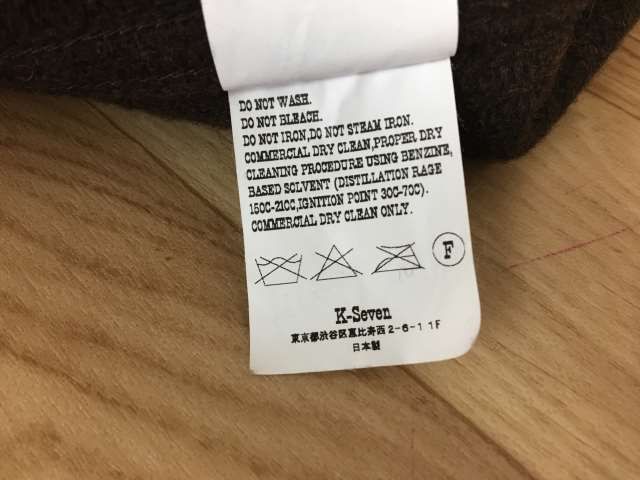 DO NOT WASH.
DO NOT BLEACH.
DO NOT IRON,DO NOT STEAM IRON.
COMMERCIAL DRY CLEAN,PROPER DRY
CLEANING PROCEDURE USING BENZINE,
BASED SOLVENT (DISTILLATION RAGE
150C-210C,IGNITION POINT 30C-70C).
COMMERCIAL DRY CLEAN ONLY.
F
K-Seven
東京都渋谷区恵比寿西2-6-1 1F
日本製